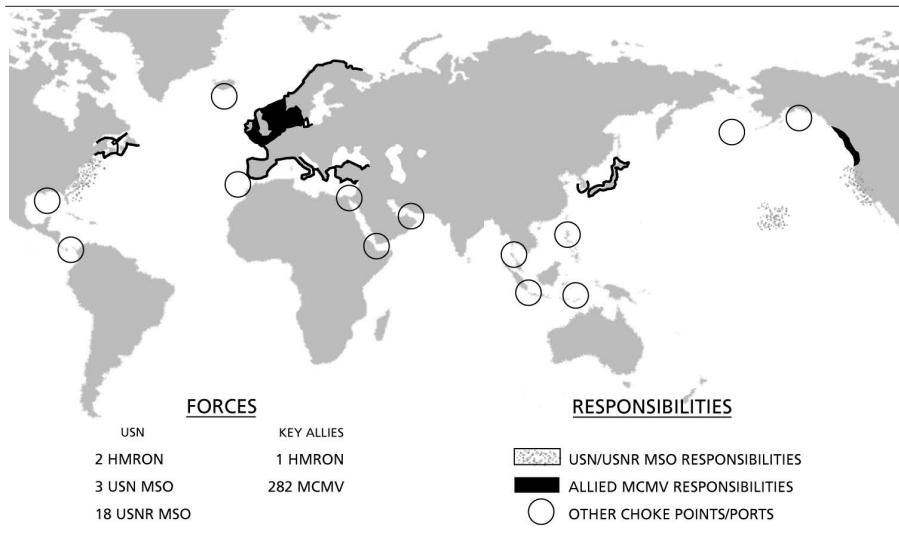 FORCES
USN
KEY ALLIES
2 HMRON
1 HMRON
3 USN MSO
282 MCMV
18 USNR MSO
RESPONSIBILITIES
USN/USNR MSO RESPONSIBILITIES
ALLIED MCMV RESPONSIBILITIES
OTHER CHOKE POINTS/PORTS